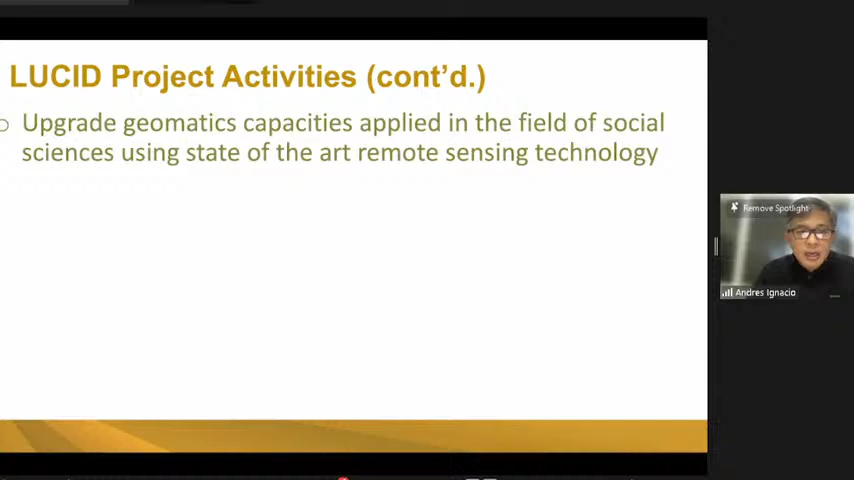 LUCID Project Activities (cont'd.)
Upgrade geomatics capacities applied in the field of social
sciences using state of the art remote sensing technology
Remove Spotlight
Andres Ignacio